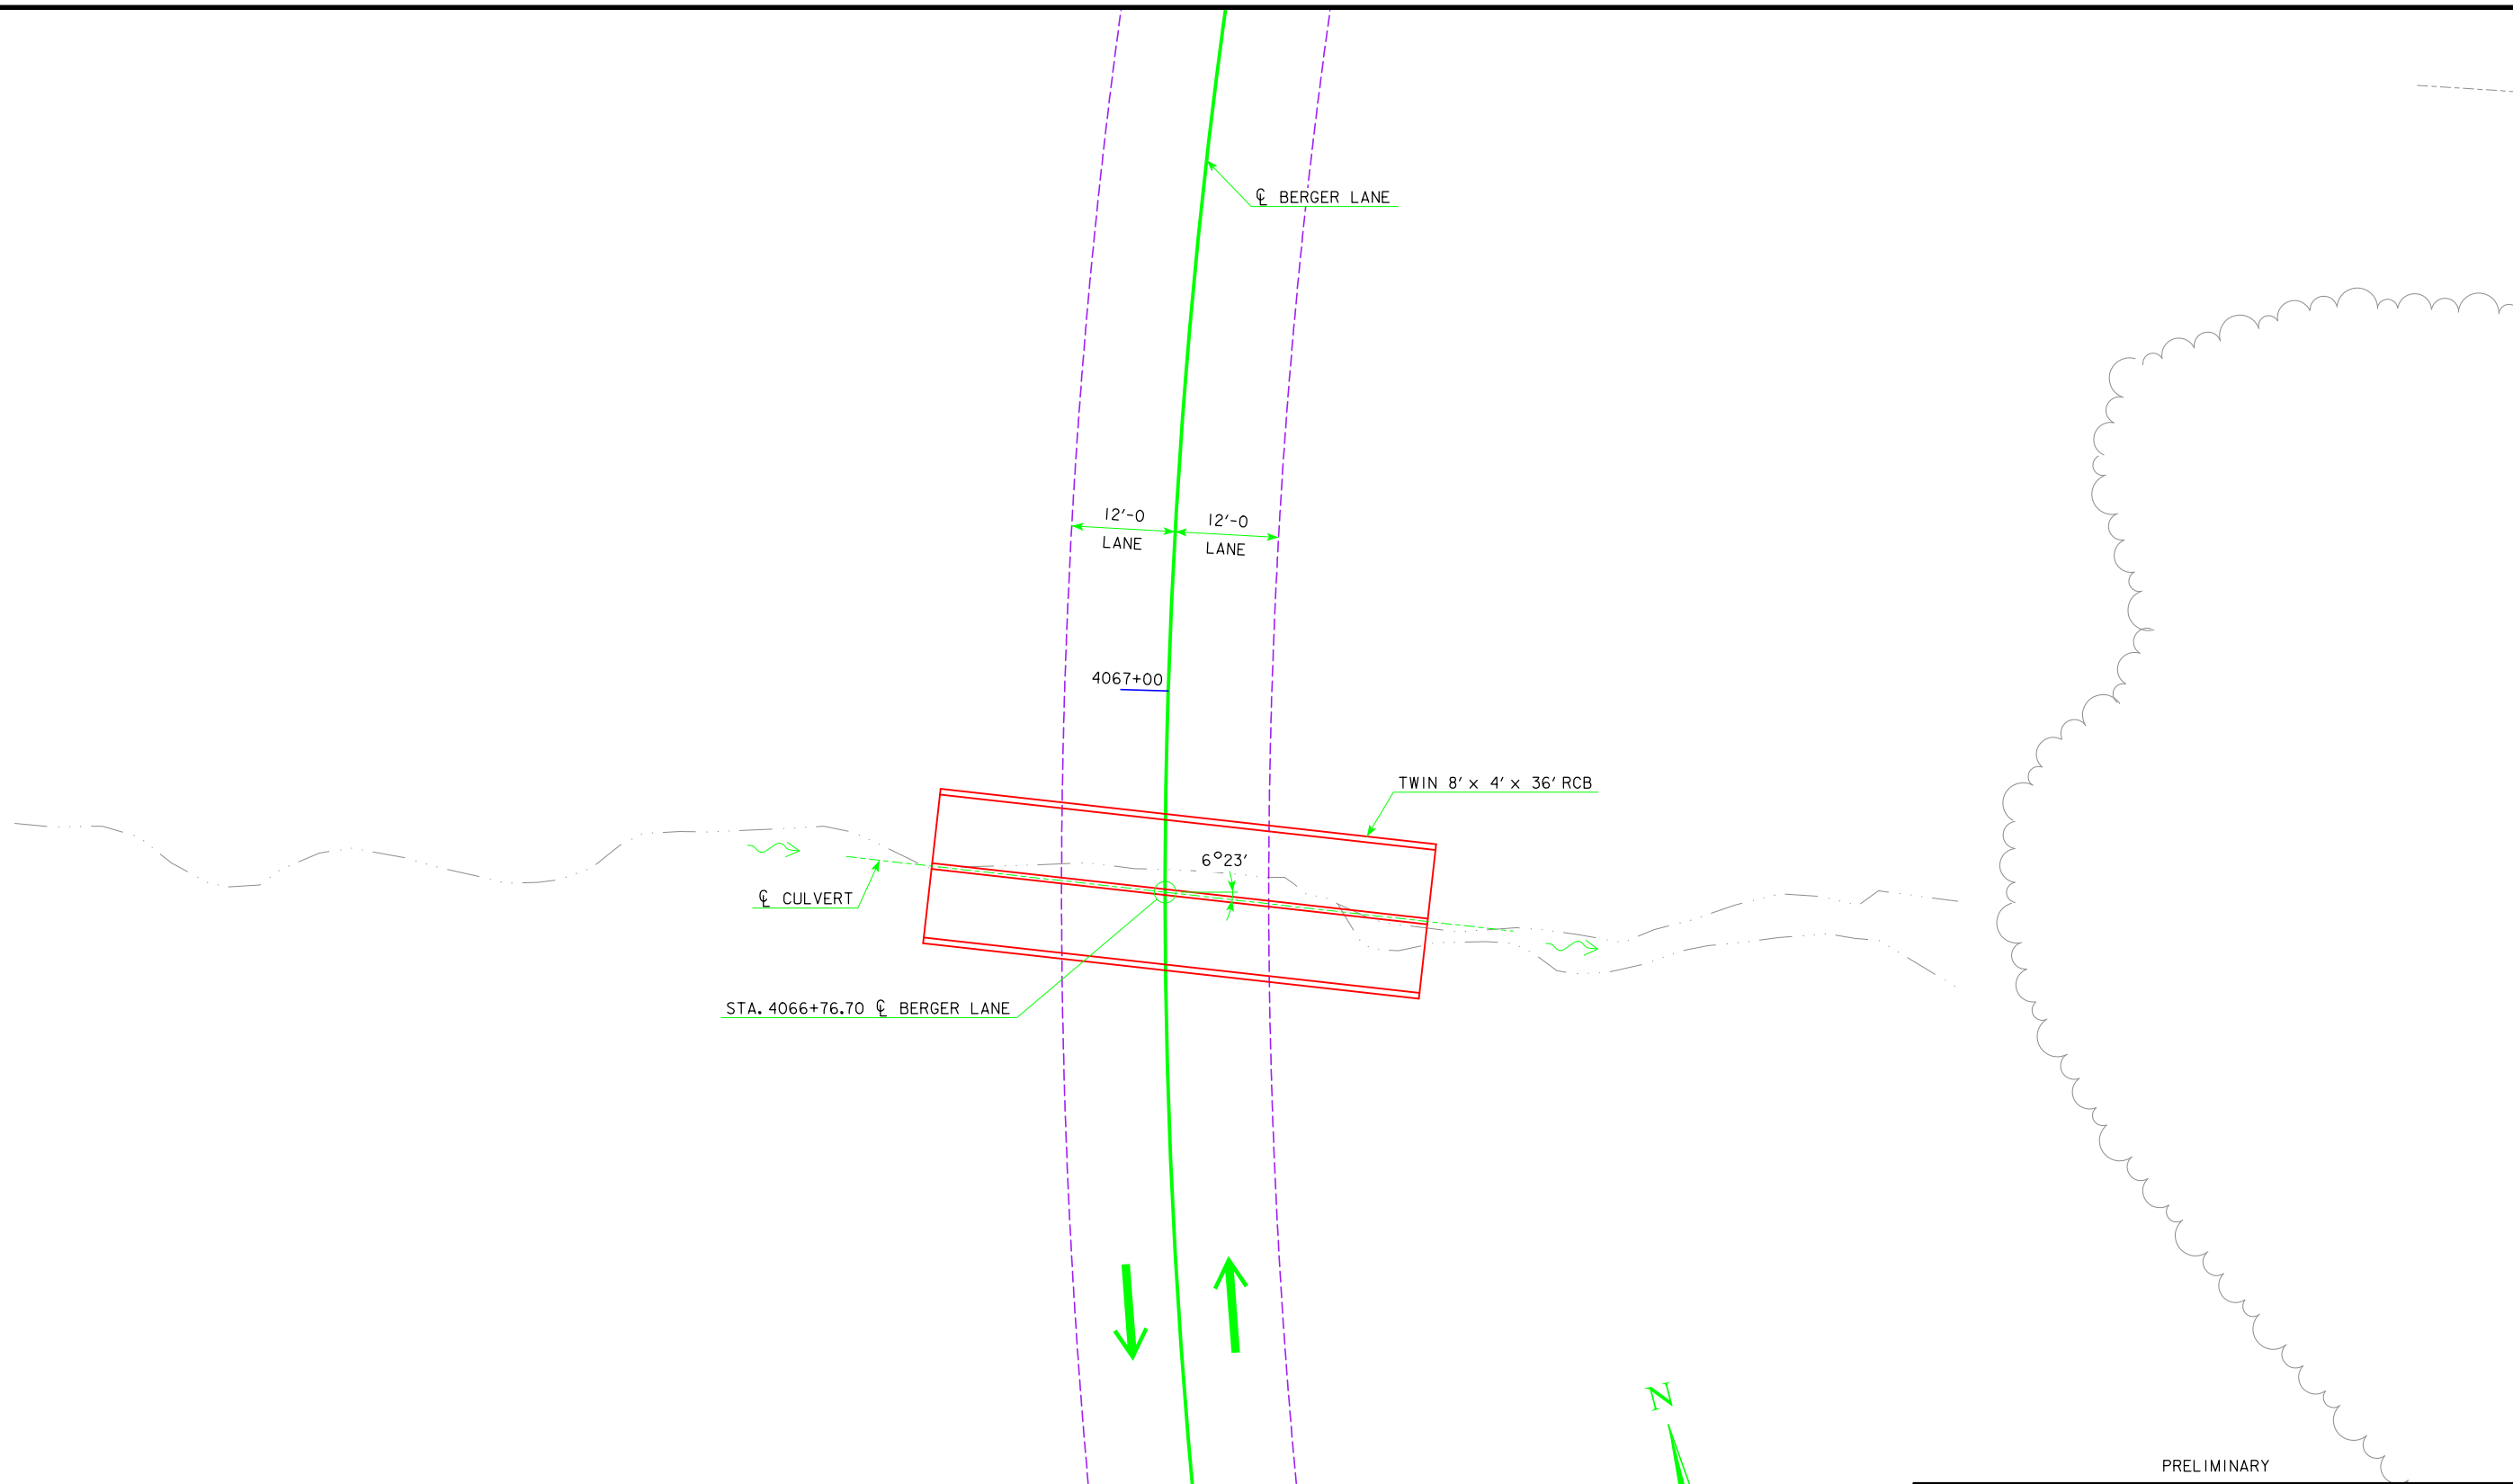 ℄ BERGER LANE
12'-0
LANE
12'-0
LANE
4067+00
TWIN 8' x 4' x 36' RCB
6°23'
℄ CULVERT
STA. 4066+76.70 ℄ BERGER LANE
N
PRELIMINARY